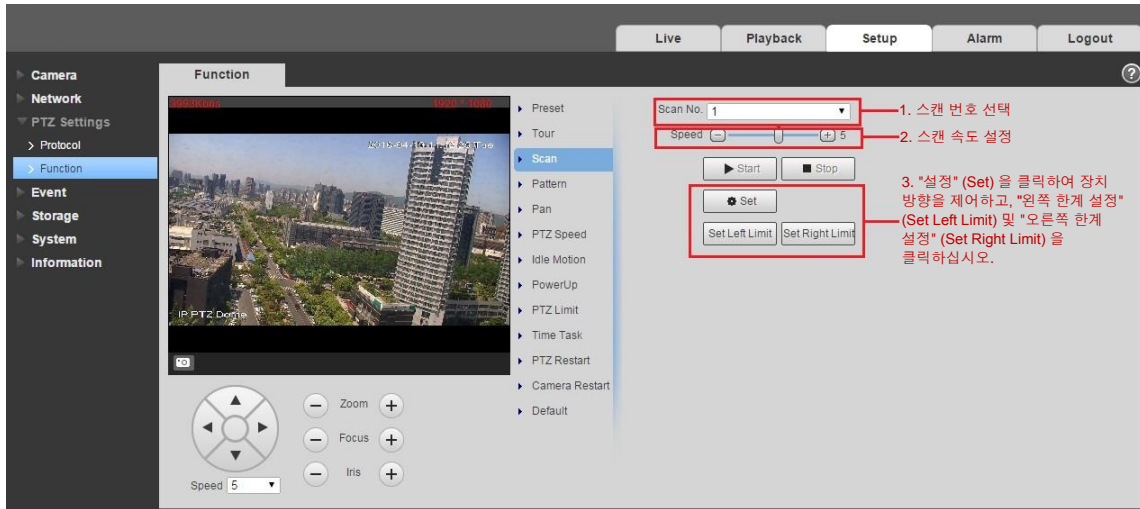 Live
Playback
Setup
Alarm
Logout
Camera
Network
PTZ Settings
Protocol
Function
Event
Storage
System
Information
Function
?
3993Kbps
1920 * 1080
IP PTZ Dome
Preset
Tour
Scan
Pattern
Pan
PTZ Speed
Idle Motion
PowerUp
PTZ Limit
Time Task
PTZ Restart
Camera Restart
Default
Scan No. 1
Speed 5
Start
Stop
Set
Set Left Limit
Set Right Limit
1. 스캔 번호 선택
2. 스캔 속도 설정
3. "설정" (Set) 을 클릭하여 장치
방향을 제어하고, "왼쪽 한계 설정"
(Set Left Limit) 및 "오른쪽 한계
설정" (Set Right Limit) 을
클릭하십시오.
Zoom
Focus
Iris
Speed 5